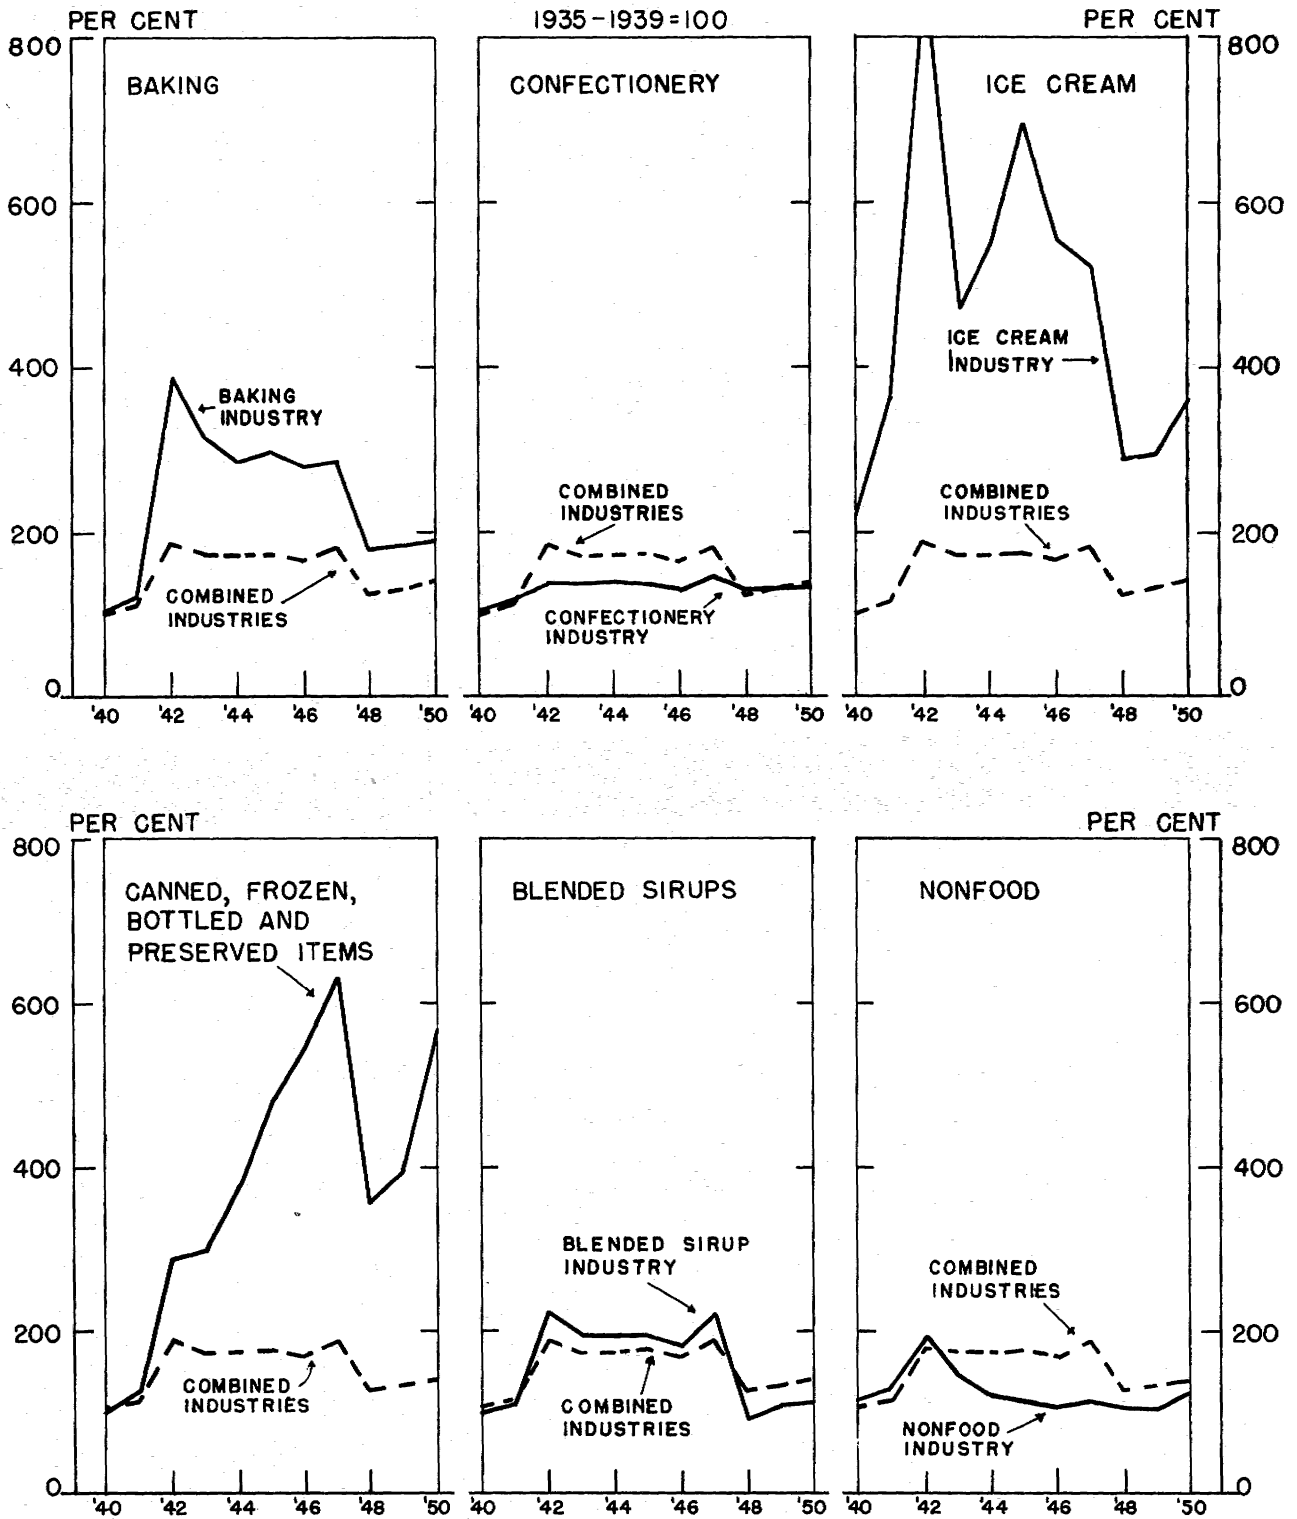 PER CENT 1935-1939=100 PER CENT
800
600
400
200
0
BAKING
BAKING
INDUSTRY
COMBINED
INDUSTRIES
'40 '42 '44 '46 '48 '50
CONFECTIONERY
COMBINED
INDUSTRIES
CONFECTIONERY
INDUSTRY
'40 '42 '44 '46 '48 '50
ICE CREAM
ICE CREAM
INDUSTRY
COMBINED
INDUSTRIES
'40 '42 '44 '46 '48 '50
800
600
400
200
0
PER CENT PER CENT
800
600
400
200
0
CANNED, FROZEN,
BOTTLED AND
PRESERVED ITEMS
COMBINED
INDUSTRIES
'40 '42 '44 '46 '48 '50
BLENDED SIRUPS
BLENDED SIRUP
INDUSTRY
COMBINED
INDUSTRIES
'40 '42 '44 '46 '48 '50
NONFOOD
COMBINED
INDUSTRIES
NONFOOD
INDUSTRY
'40 '42 '44 '46 '48 '50
800
600
400
200
0